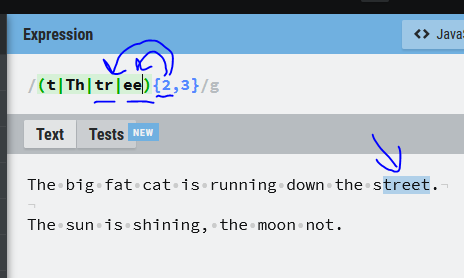 Expression
<> JavaS
/(t|Th|tr|ee){2,3}/g
Text Tests NEW
The·big·fat·cat·is·running·down·the·street.¬
¬
The·sun·is·shining,·the·moon·not.